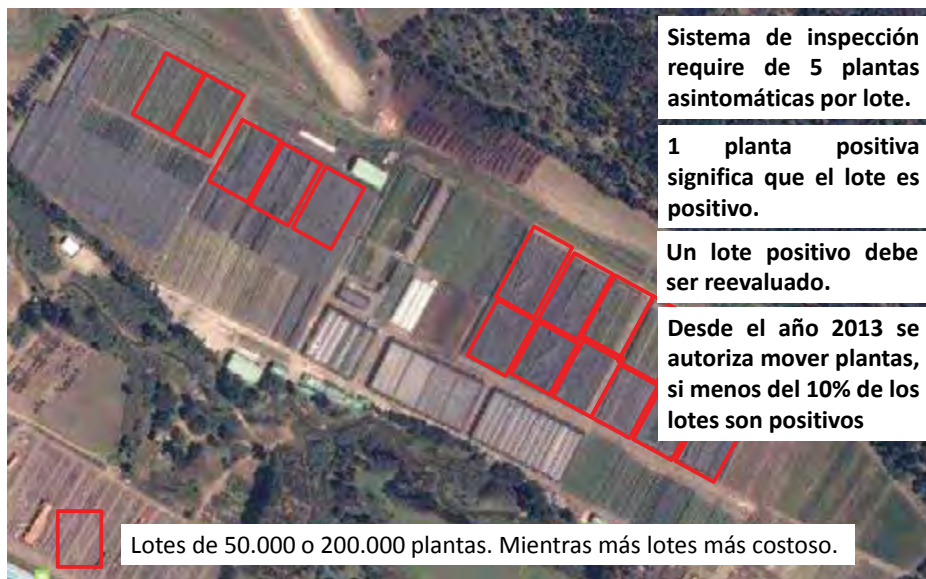 Sistema de inspección
require de 5 plantas
asintomáticas por lote.
1 planta positiva
significa que el lote es
positivo.
Un lote positivo debe
ser reevaluado.
Desde el año 2013 se
autoriza mover plantas,
si menos del 10% de los
lotes son positivos
Lotes de 50.000 o 200.000 plantas. Mientras más lotes más costoso.